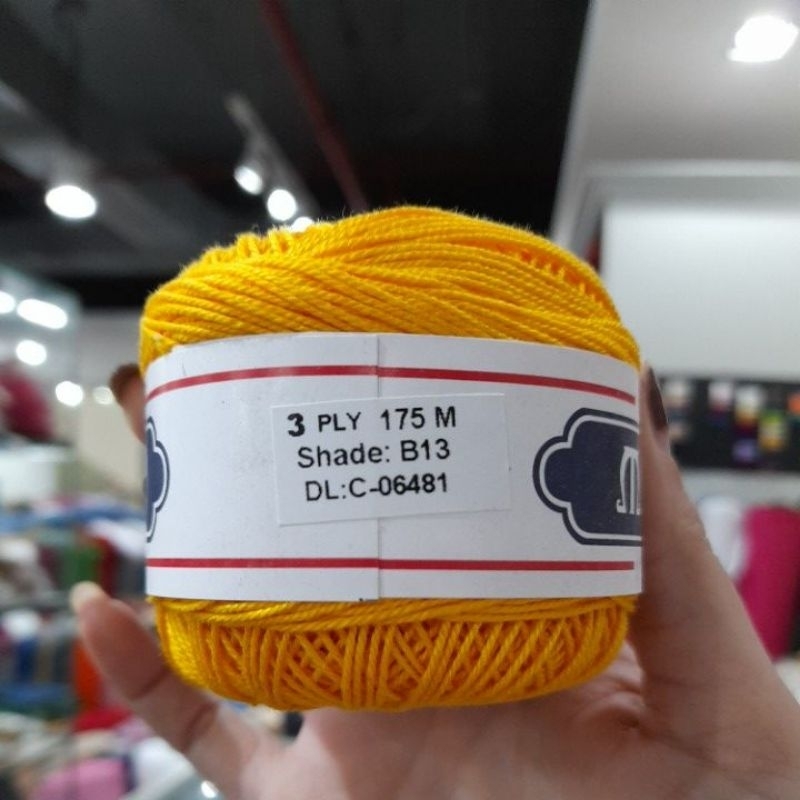 3 PLY 175 M
Shade: B13
DL:C-06481